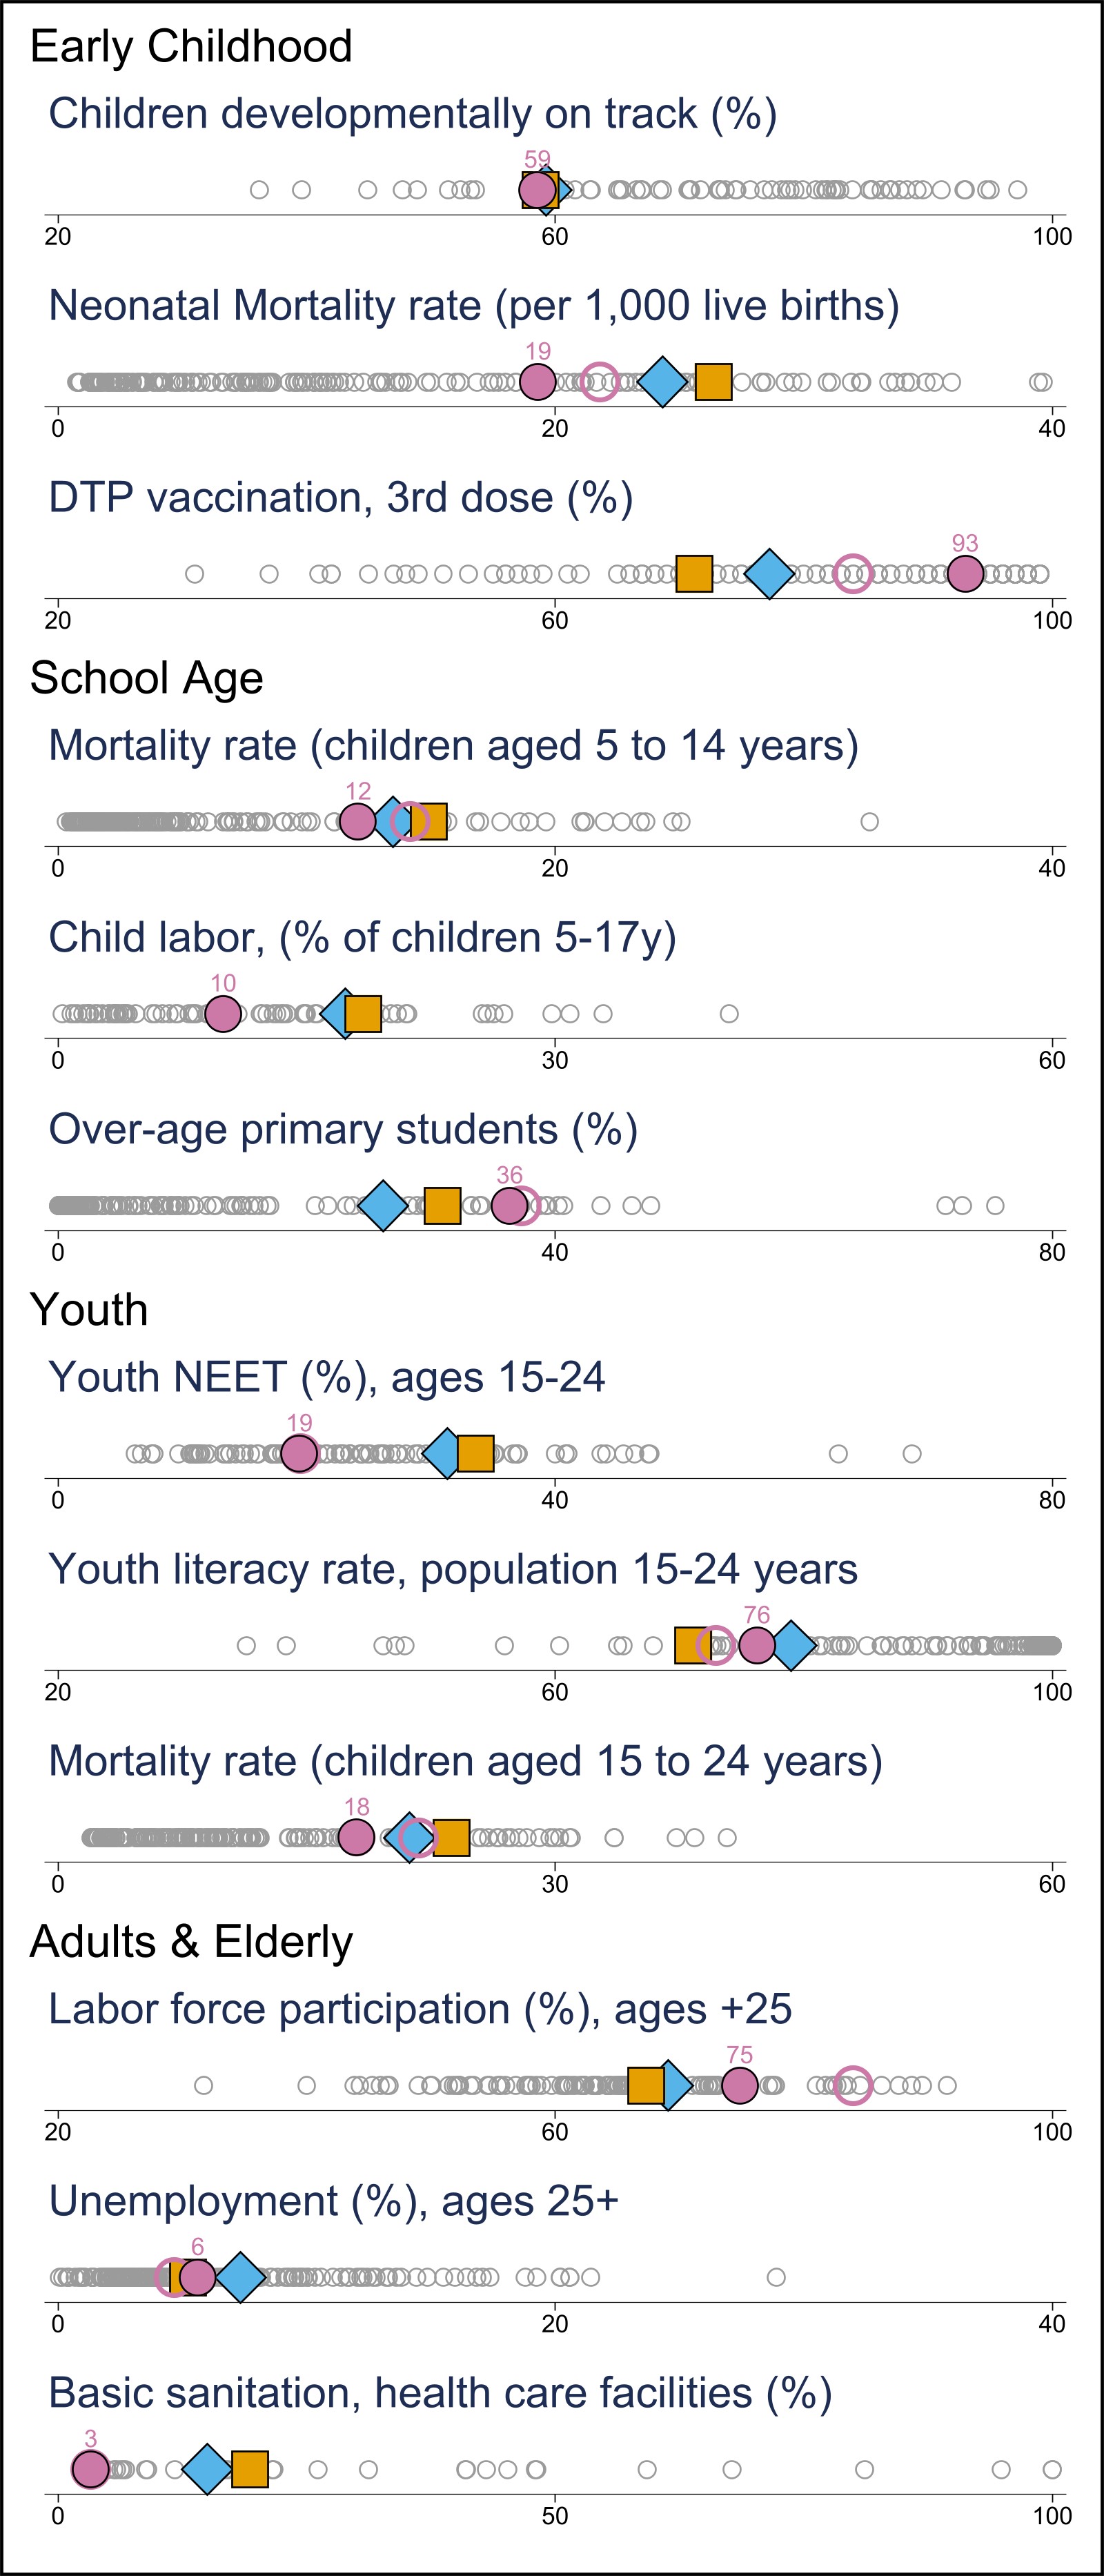 Early Childhood
Children developmentally on track (%)
59
20 60 100
Neonatal Mortality rate (per 1,000 live births)
19
0 20 40
DTP vaccination, 3rd dose (%)
93
20 60 100
School Age
Mortality rate (children aged 5 to 14 years)
12
0 20 40
Child labor, (% of children 5-17y)
10
0 30 60
Over-age primary students (%)
36
0 40 80
Youth
Youth NEET (%), ages 15-24
19
0 40 80
Youth literacy rate, population 15-24 years
76
20 60 100
Mortality rate (children aged 15 to 24 years)
18
0 30 60
Adults & Elderly
Labor force participation (%), ages +25
75
20 60 100
Unemployment (%), ages 25+
6
0 20 40
Basic sanitation, health care facilities (%)
3
0 50 100